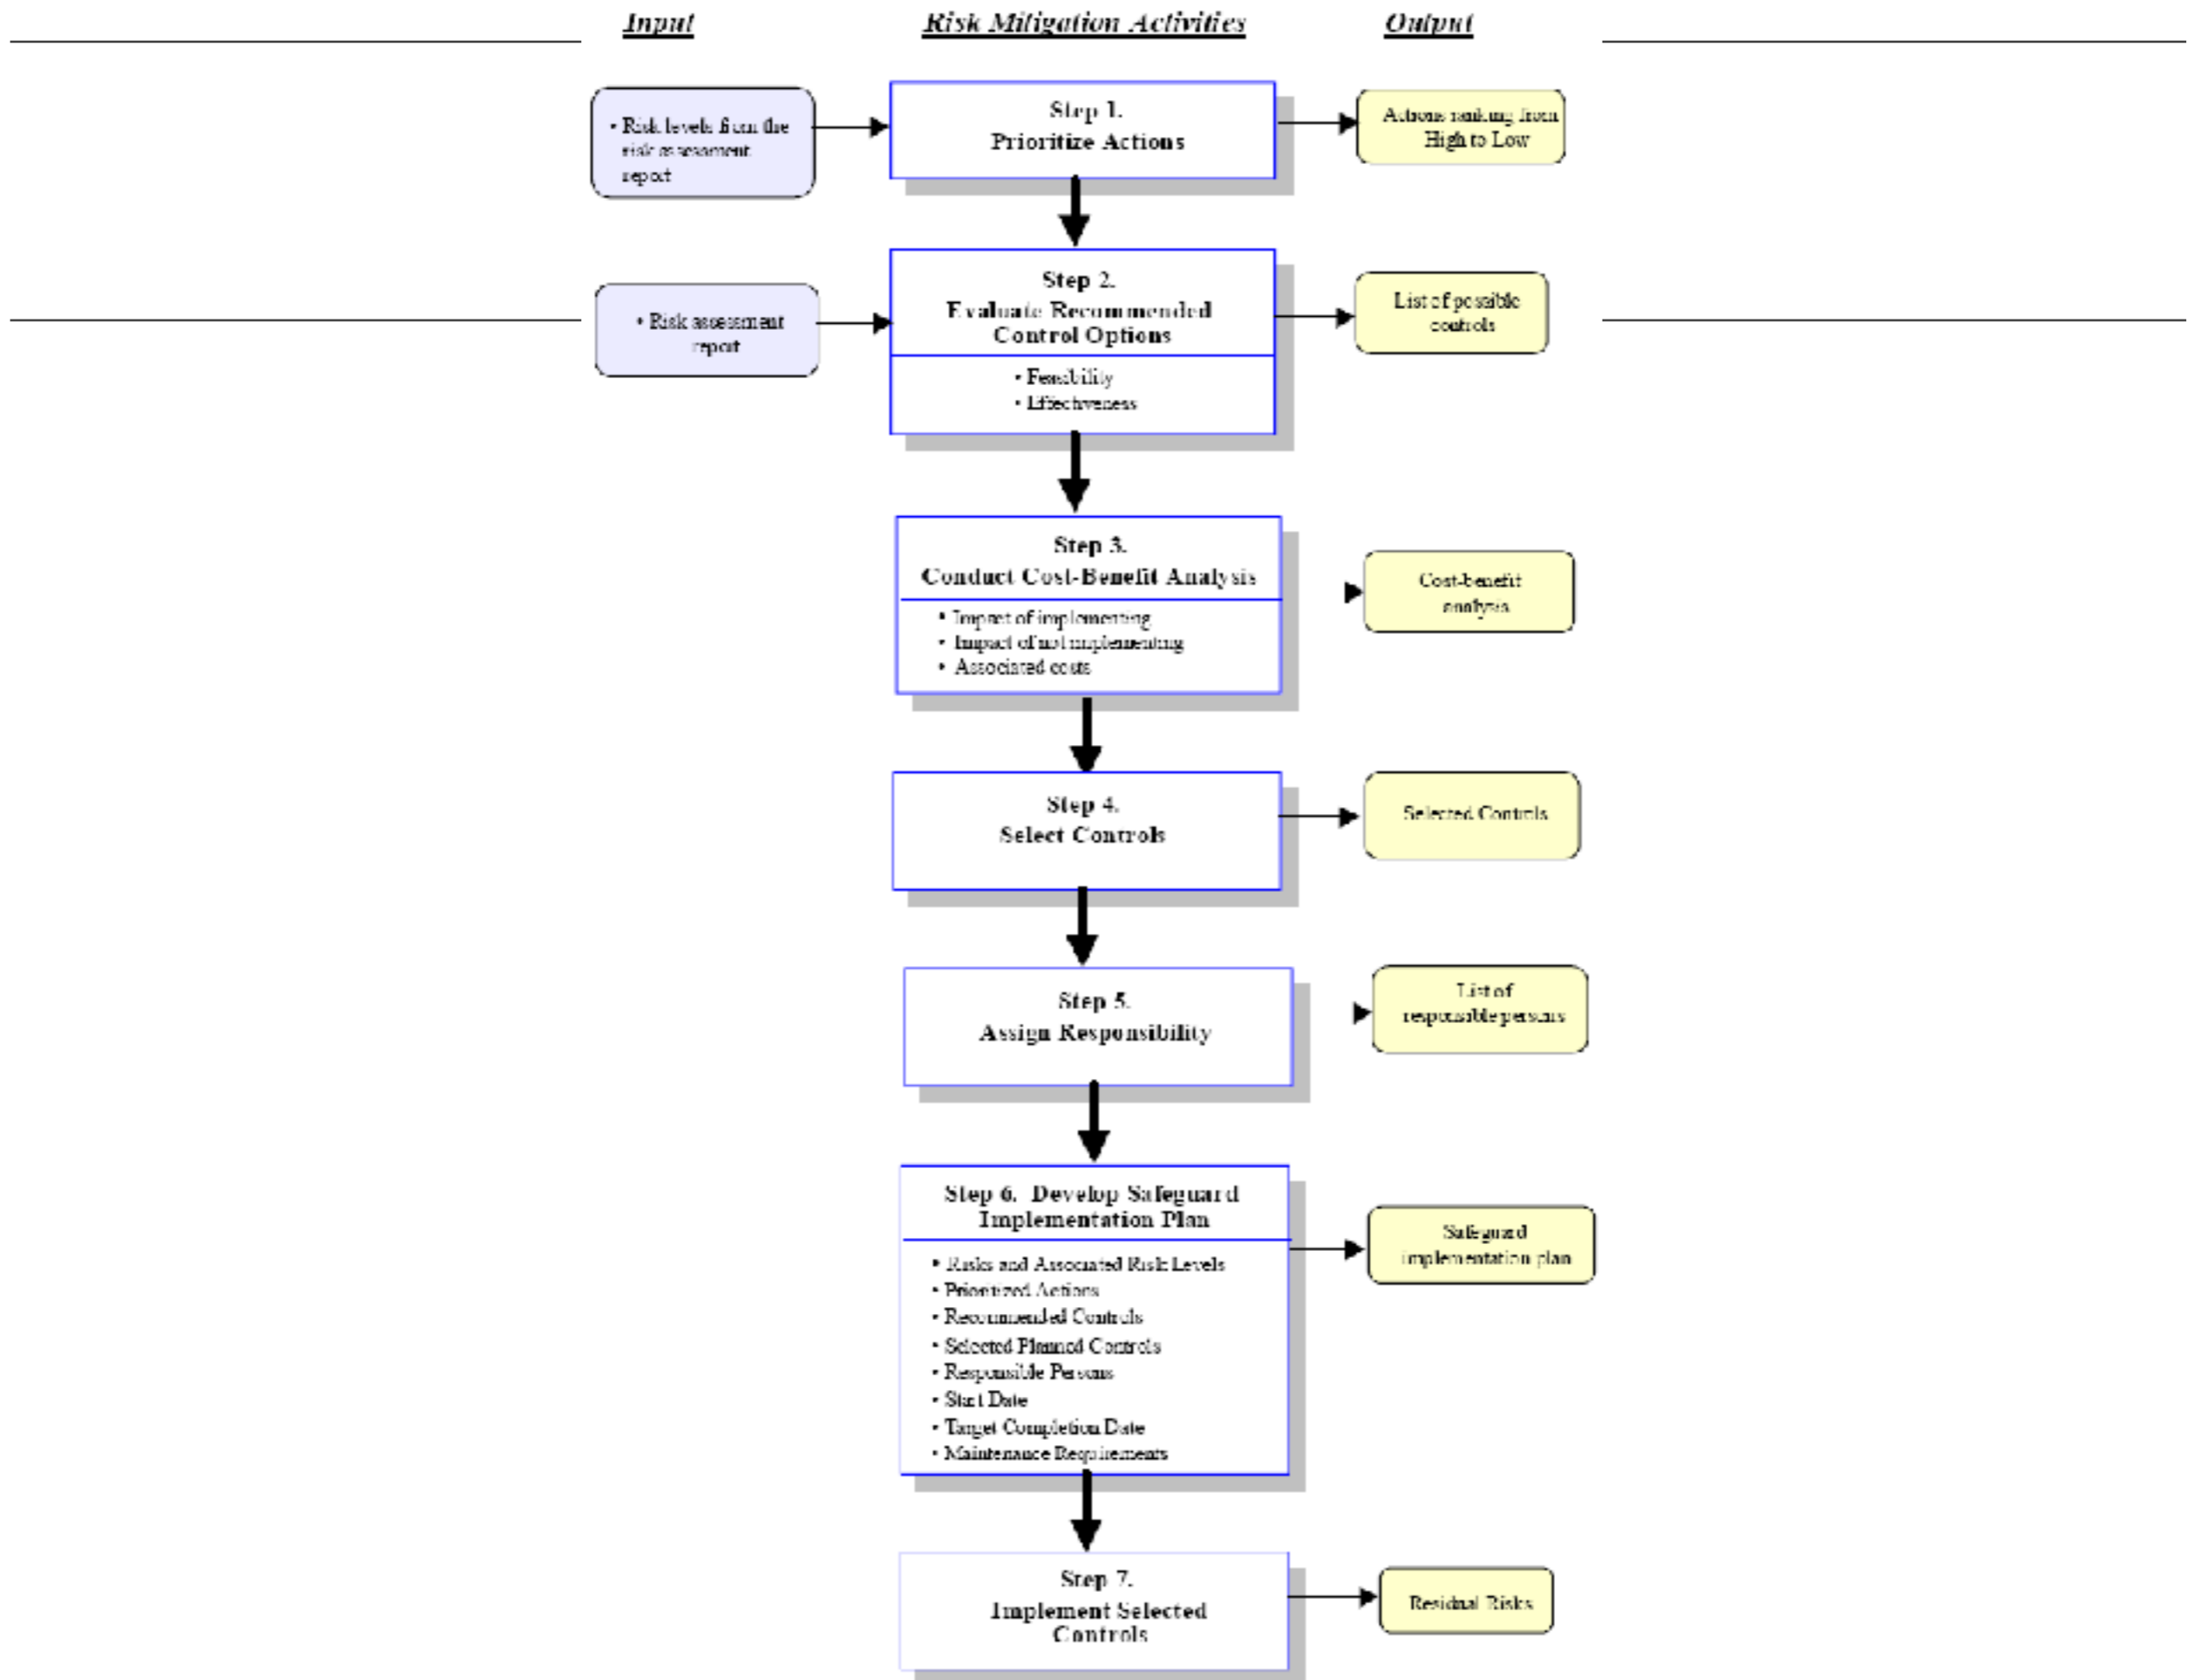 Input
Risk Mitigation Activities
Output
• Risk levels from the
risk assessment
report
Step 1.
Prioritize Actions
Actions ranking from
High to Low
• Risk assessment
report
Step 2.
Evaluate Recommended
Control Options
• Feasibility
• Effectiveness
List of possible
controls
Step 3.
Conduct Cost-Benefit Analysis
• Impact of implementing
• Impact of not implementing
• Associated costs
Cost-benefit
analysis
Step 4.
Select Controls
Selected Controls
Step 5.
Assign Responsibility
List of
responsible persons
Step 6. Develop Safeguard
Implementation Plan
• Risks and Associated Risk Levels
• Prioritized Actions
• Recommended Controls
• Selected Planned Controls
• Responsible Persons
• Start Date
• Target Completion Date
• Maintenance Requirements
Safeguard
implementation plan
Step 7.
Implement Selected
Controls
Residual Risks